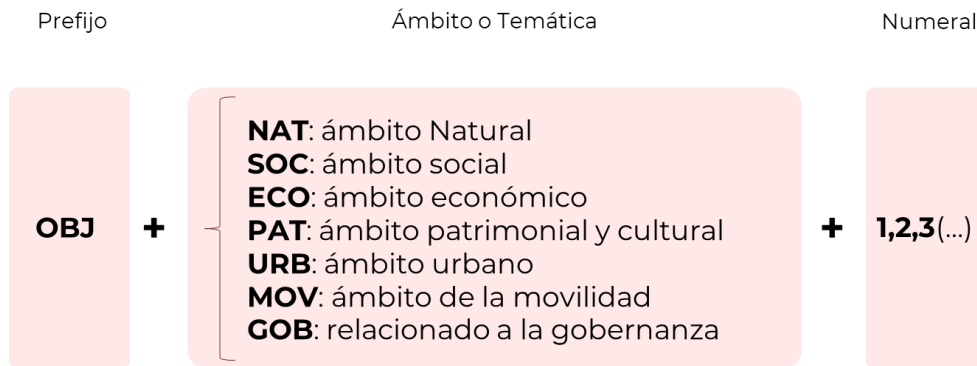 Prefijo
Ámbito o Temática
Numeral
NAT: ámbito Natural
SOC: ámbito social
ECO: ámbito económico
OBJ + PAT: ámbito patrimonial y cultural + 1,2,3(...)
URB: ámbito urbano
MOV: ámbito de la movilidad
GOB: relacionado a la gobernanza